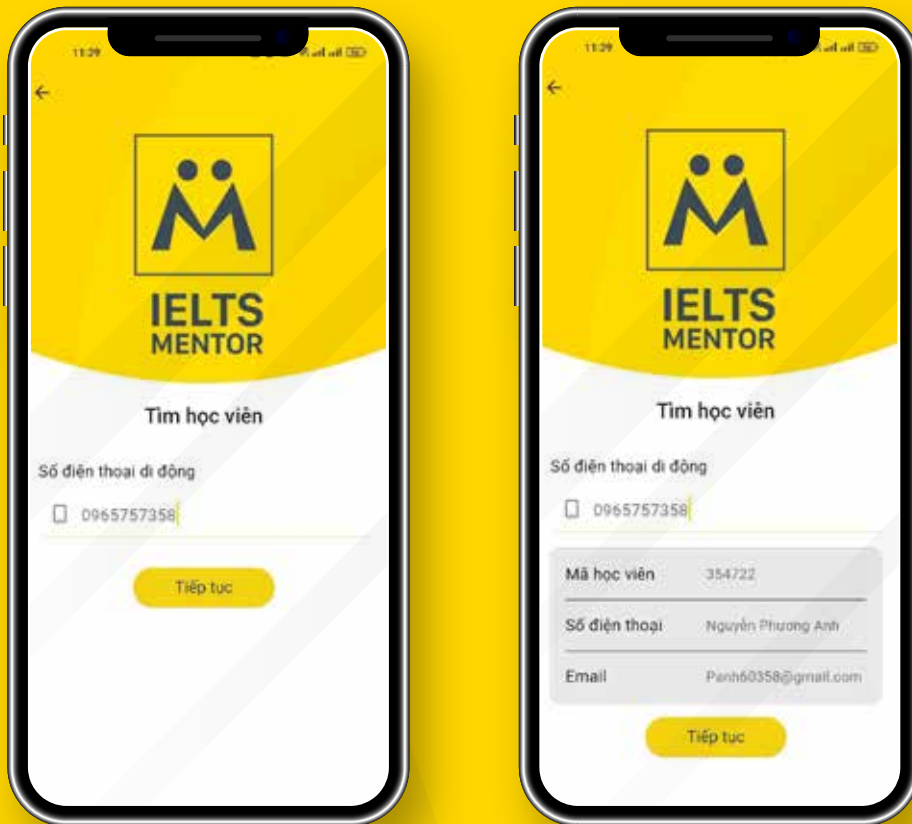 11:29
IELTS
MENTOR
Tìm học viên
Số điện thoại di động
0965757358
Tiếp tục
11:29
IELTS
MENTOR
Tìm học viên
Số điện thoại di động
0965757358
Mã học viên 354722
Số điện thoại Nguyễn Phương Anh
Email Panh60358@gmail.com
Tiếp tục